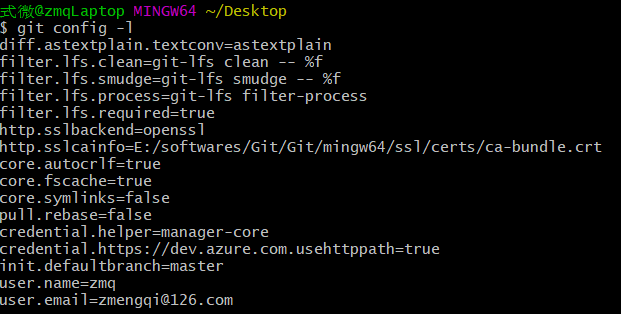 式微@zmqLaptop MINGW64 ~/Desktop
$ git config -l
diff.astextplain.textconv=astextplain
filter.lfs.clean=git-lfs clean -- %f
filter.lfs.smudge=git-lfs smudge -- %f
filter.lfs.process=git-lfs filter-process
filter.lfs.required=true
http.sslbackend=openssl
http.sslcainfo=E:/softwares/Git/Git/mingw64/ssl/certs/ca-bundle.crt
core.autocrlf=true
core.fscache=true
core.symlinks=false
pull.rebase=false
credential.helper=manager-core
credential.https://dev.azure.com.usehttppath=true
init.defaultbranch=master
user.name=zmq
user.email=zmengqi@126.com